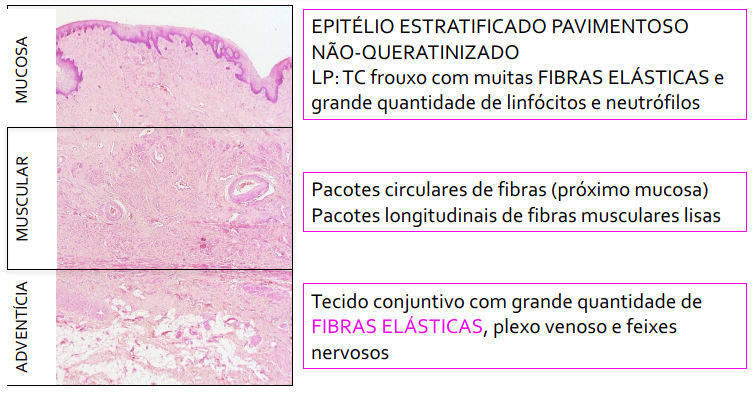 MUCOSA
EPITÉLIO ESTRATIFICADO PAVIMENTOSO
NÃO-QUERATINIZADO
LP: TC frouxo com muitas FIBRAS ELÁSTICAS e
grande quantidade de linfócitos e neutrófilos
MUSCULAR
Pacotes circulares de fibras (próximo mucosa)
Pacotes longitudinais de fibras musculares lisas
ADVENTÍCIA
Tecido conjuntivo com grande quantidade de
FIBRAS ELÁSTICAS, plexo venoso e feixes
nervosos